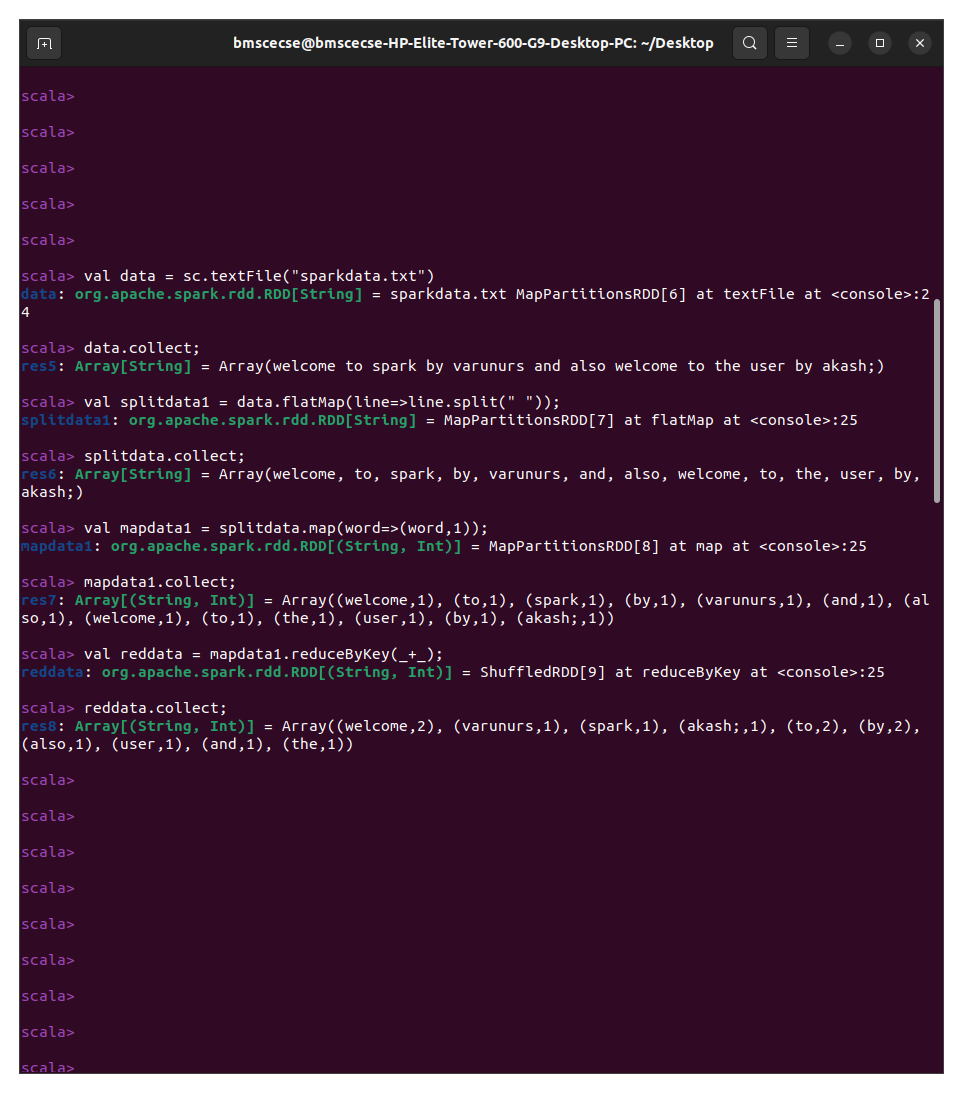 bmscecse@bmscecse-HP-Elite-Tower-600-G9-Desktop-PC: ~/Desktop
scala>
scala>
scala>
scala>
scala>
scala> val data = sc.textFile("sparkdata.txt")
data: org.apache.spark.rdd.RDD[String] = sparkdata.txt MapPartitionsRDD[6] at textFile at <console>:2
4
scala> data.collect;
res5: Array[String] = Array(welcome to spark by varunurs and also welcome to the user by akash;)
scala> val splitdata1 = data.flatMap(line=>line.split(" "));
splitdata1: org.apache.spark.rdd.RDD[String] = MapPartitionsRDD[7] at flatMap at <console>:25
scala> splitdata.collect;
res6: Array[String] = Array(welcome, to, spark, by, varunurs, and, also, welcome, to, the, user, by,
akash;)
scala> val mapdata1 = splitdata.map(word=>(word,1));
mapdata1: org.apache.spark.rdd.RDD[(String, Int)] = MapPartitionsRDD[8] at map at <console>:25
scala> mapdata1.collect;
res7: Array[(String, Int)] = Array((welcome,1), (to,1), (spark,1), (by,1), (varunurs,1), (and,1), (al
so,1), (welcome,1), (to,1), (the,1), (user,1), (by,1), (akash;,1))
scala> val reddata = mapdata1.reduceByKey(_+_);
reddata: org.apache.spark.rdd.RDD[(String, Int)] = ShuffledRDD[9] at reduceByKey at <console>:25
scala> reddata.collect;
res8: Array[(String, Int)] = Array((welcome,2), (varunurs,1), (spark,1), (akash;,1), (to,2), (by,2),
(also,1), (user,1), (and,1), (the,1))
scala>
scala>
scala>
scala>
scala>
scala>
scala>
scala>
scala>